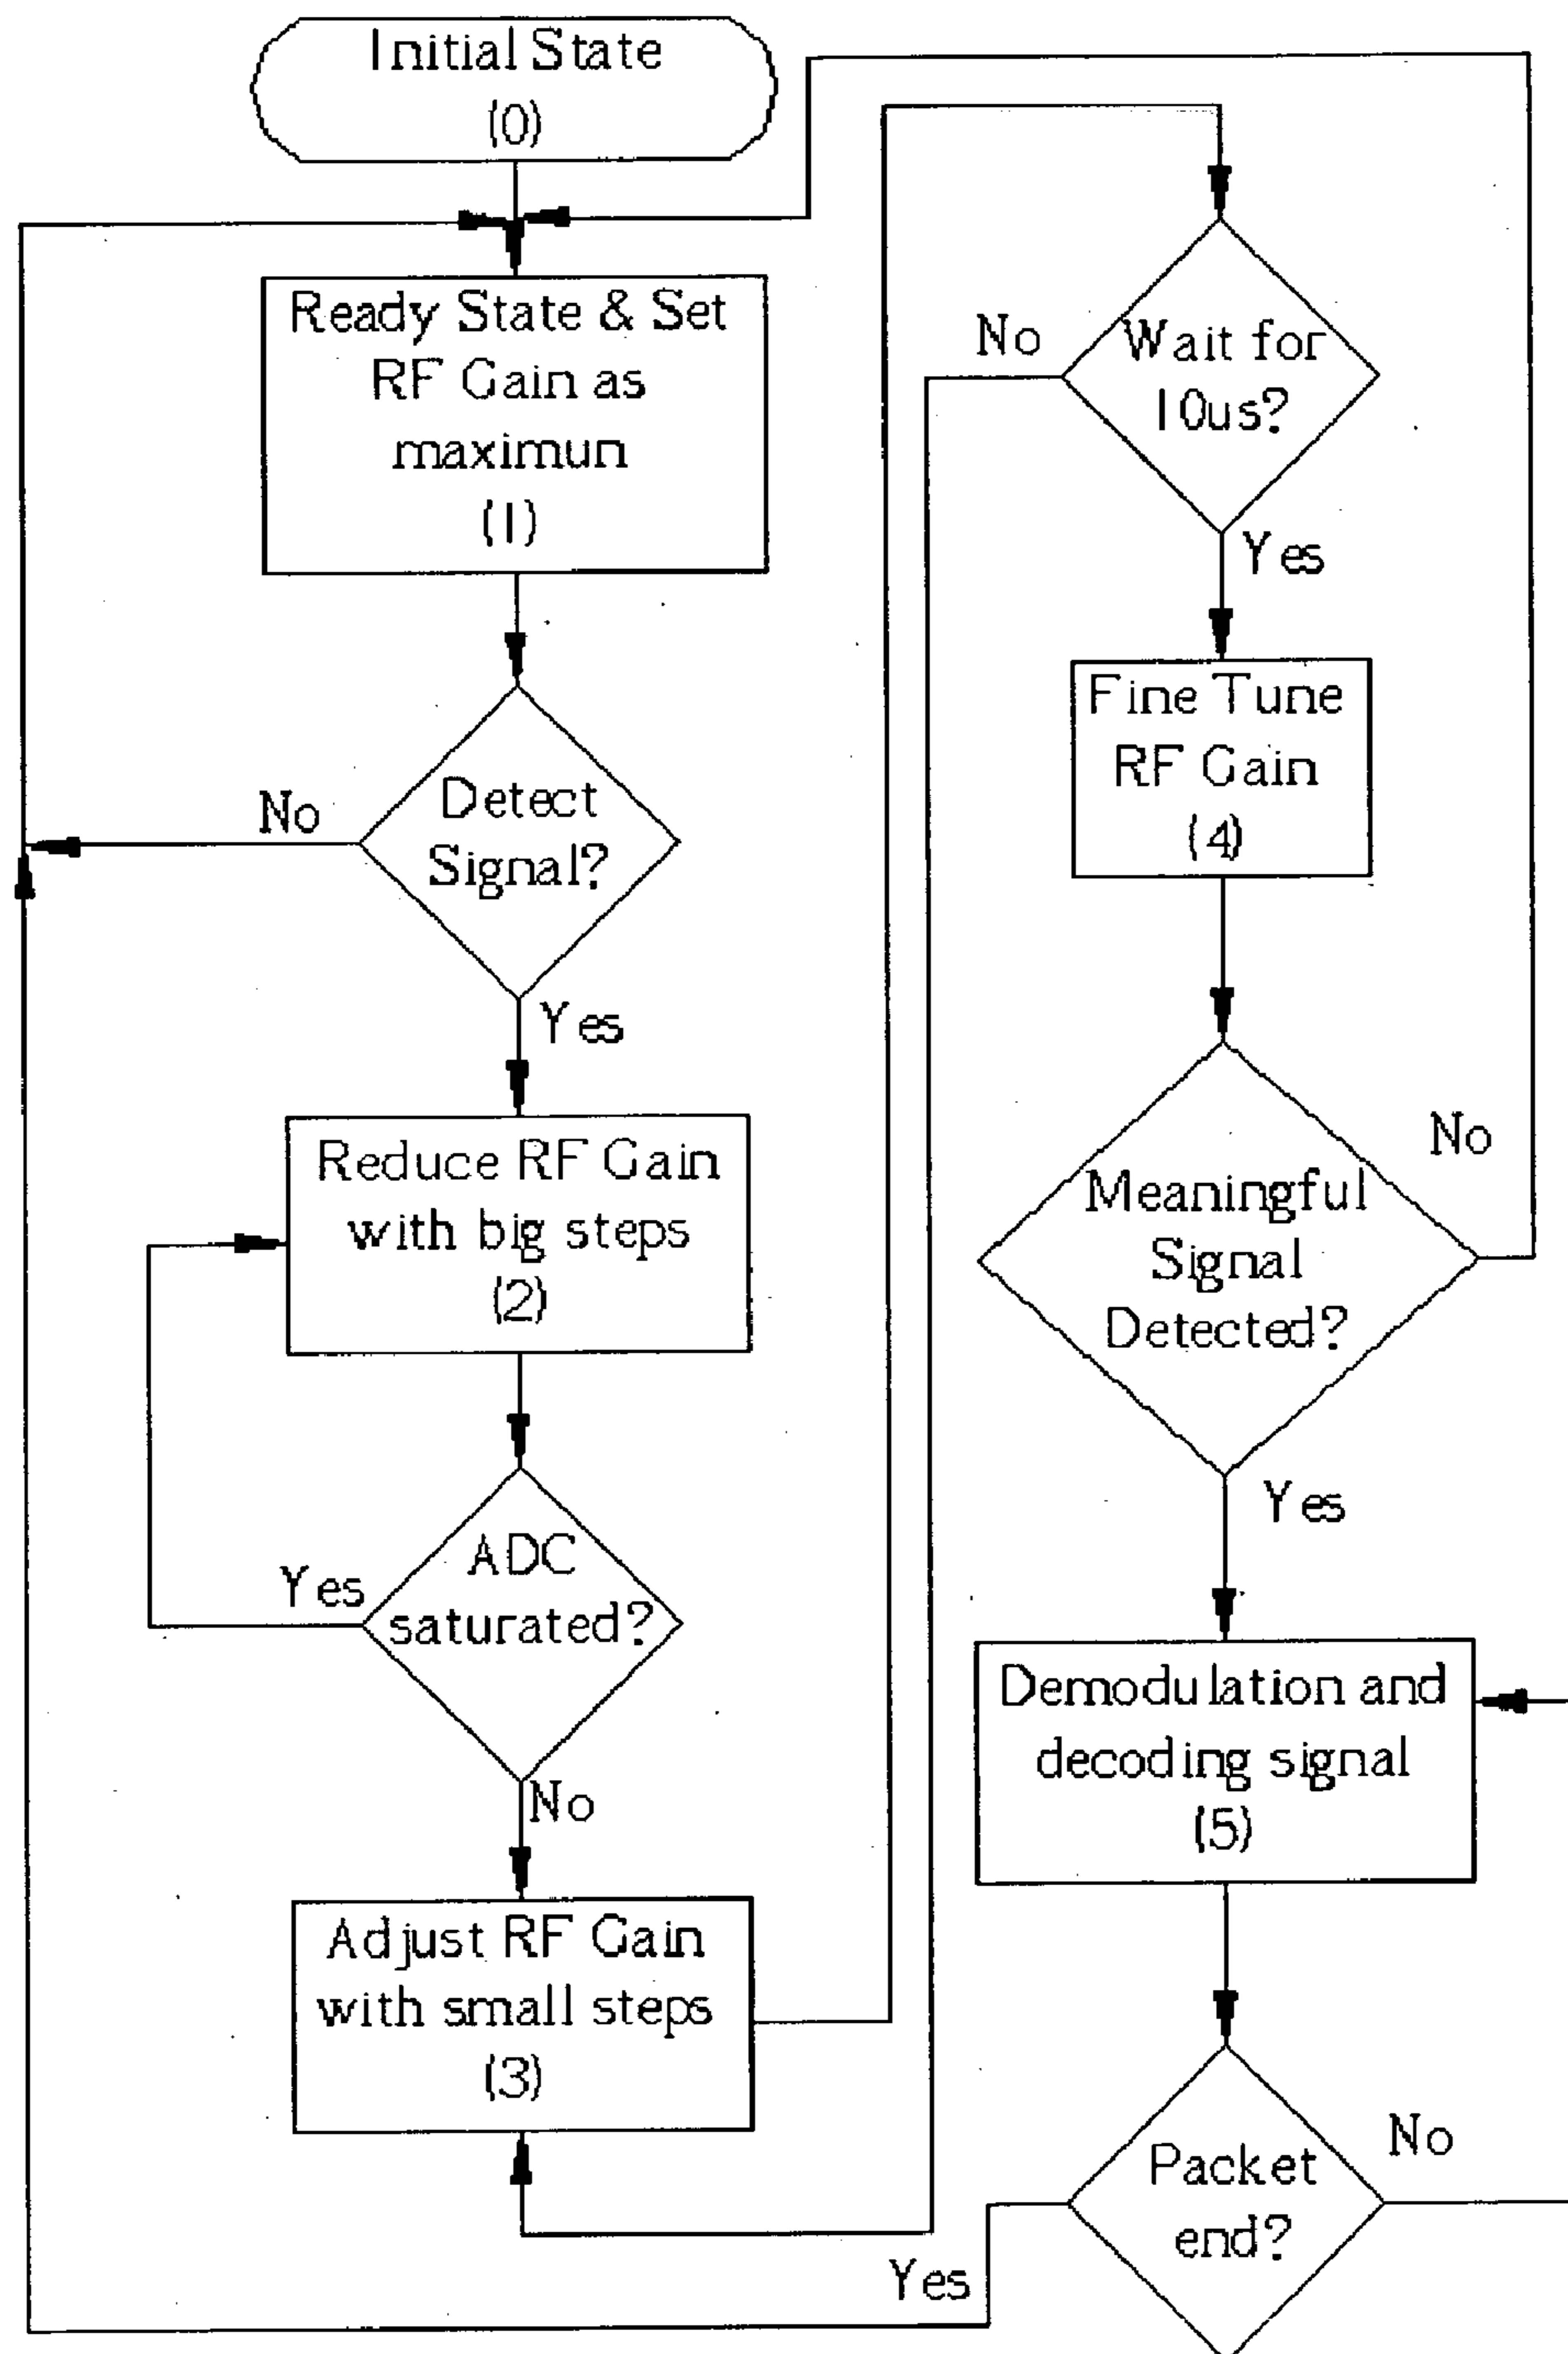 Initial State
(0)
Ready State & Set
RF Gain as
maximun
(1)
Detect
Signal?
No
Yes
Reduce RF Gain
with big steps
(2)
ADC
saturated?
Yes
No
Adjust RF Gain
with small steps
(3)
Wait for
10us?
No
Yes
Fine Tune
RF Gain
(4)
Meaningful
Signal
Detected?
No
Yes
Demodulation and
decoding signal
(5)
Packet
end?
No
Yes